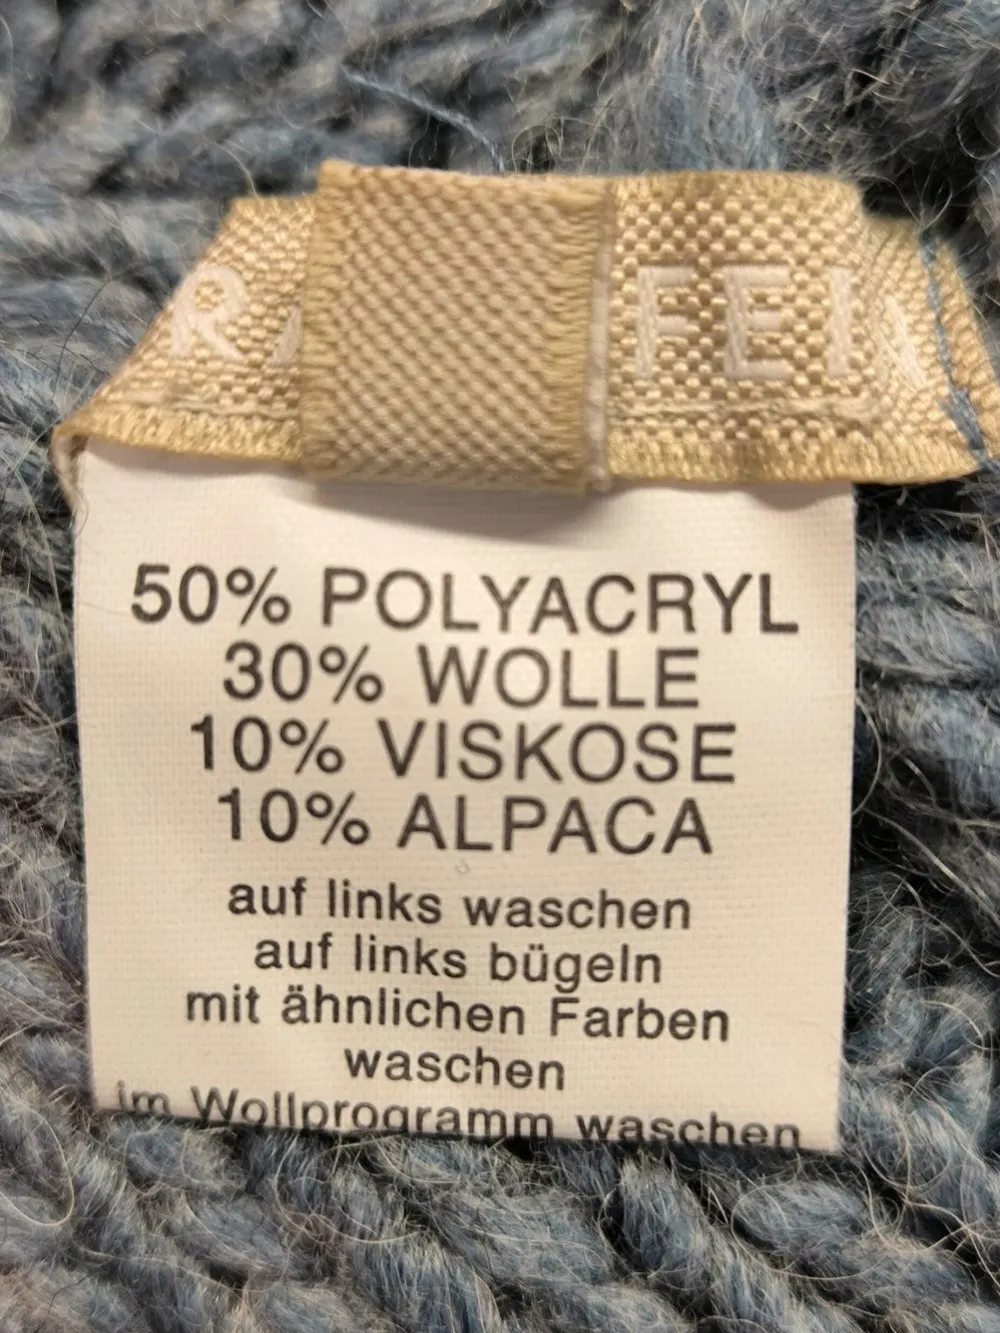 50% POLYACRYL
30% WOLLE
10% VISKOSE
10% ALPACA
auf links waschen
auf links bügeln
mit ähnlichen Farben
waschen
im Wollprogramm waschen